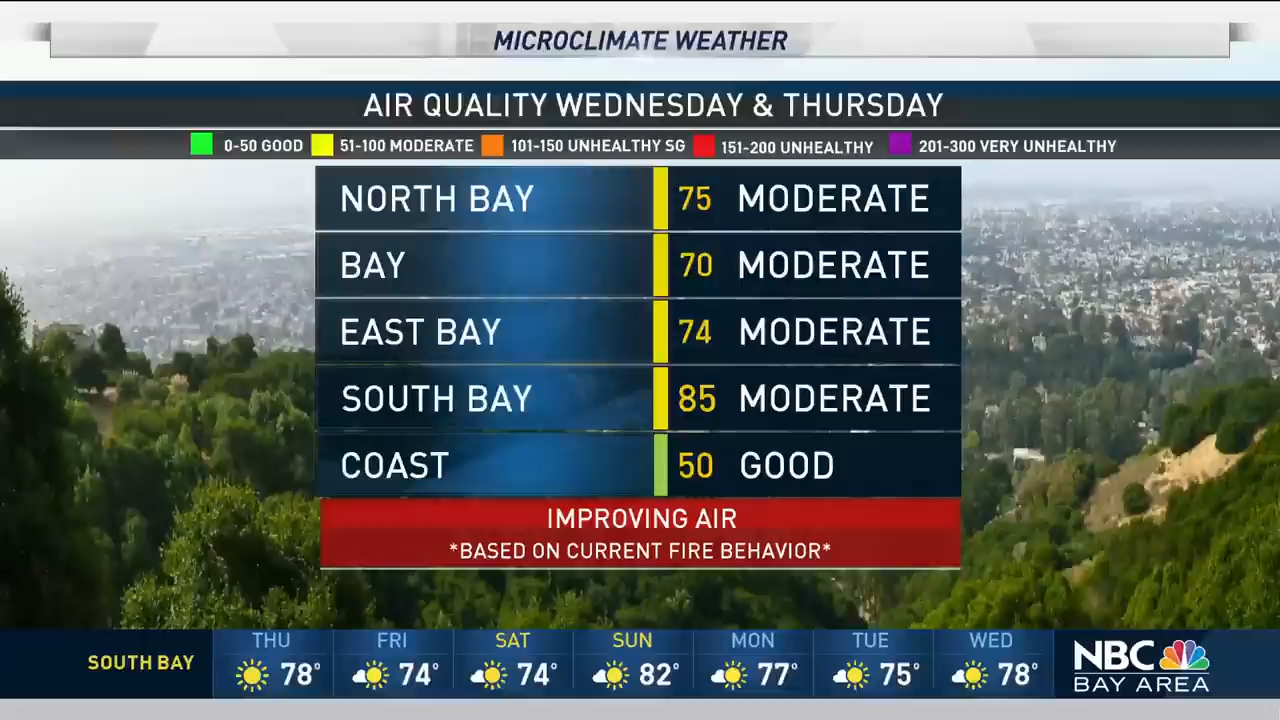 MICROCLIMATE WEATHER
AIR QUALITY WEDNESDAY & THURSDAY
0-50 GOOD 51-100 MODERATE 101-150 UNHEALTHY SG 151-200 UNHEALTHY 201-300 VERY UNHEALTHY
NORTH BAY 75 MODERATE
BAY 70 MODERATE
EAST BAY 74 MODERATE
SOUTH BAY 85 MODERATE
COAST 50 GOOD
IMPROVING AIR
*BASED ON CURRENT FIRE BEHAVIOR*
SOUTH BAY
THU FRI SAT SUN MON TUE WED
78° 74° 74° 82° 77° 75° 78°
NBC
BAY AREA